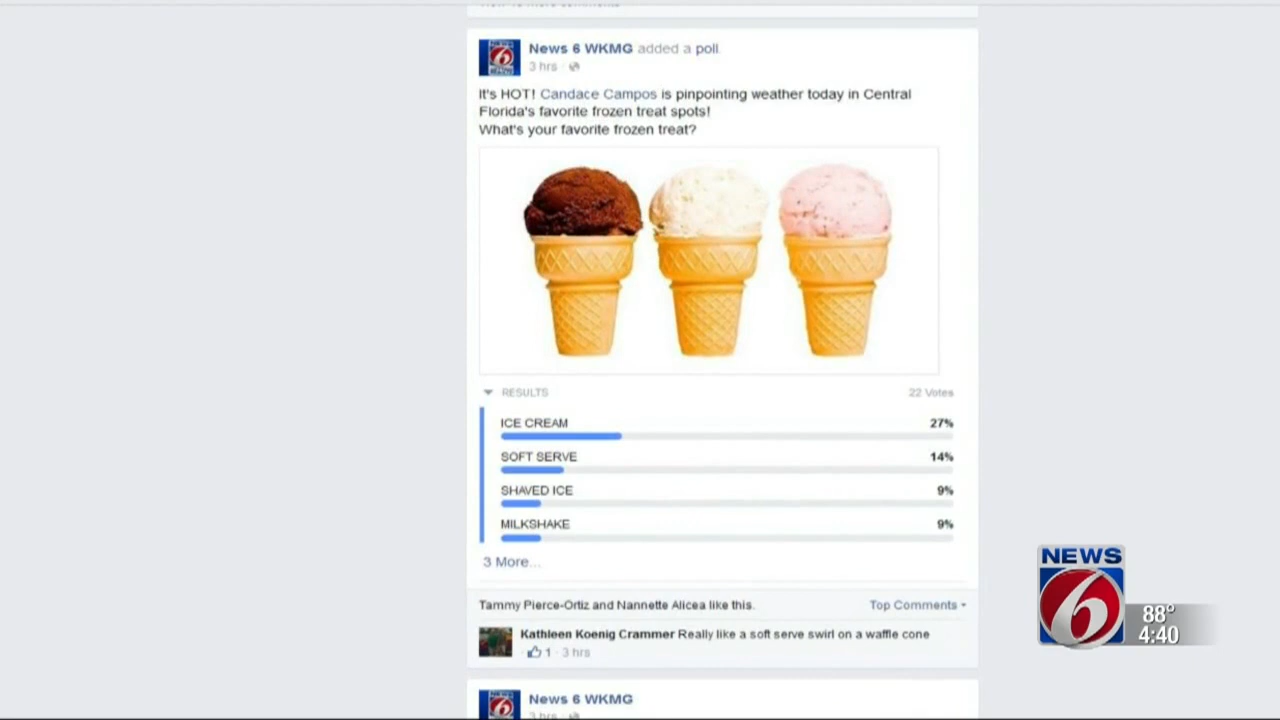 News 6 WKMG added a poll.
3 hrs
It's HOT! Candace Campos is pinpointing weather today in Central
Florida's favorite frozen treat spots!
What's your favorite frozen treat?
RESULTS 22 Votes
ICE CREAM 27%
SOFT SERVE 14%
SHAVED ICE 9%
MILKSHAKE 9%
3 More...
Tammy Pierce-Ortiz and Nannette Alicea like this.
Top Comments
Kathleen Koenig Crammer Really like a soft serve swirl on a waffle cone
1 · 3 hrs
News 6 WKMG
3 hrs
NEWS
6
88°
4:40